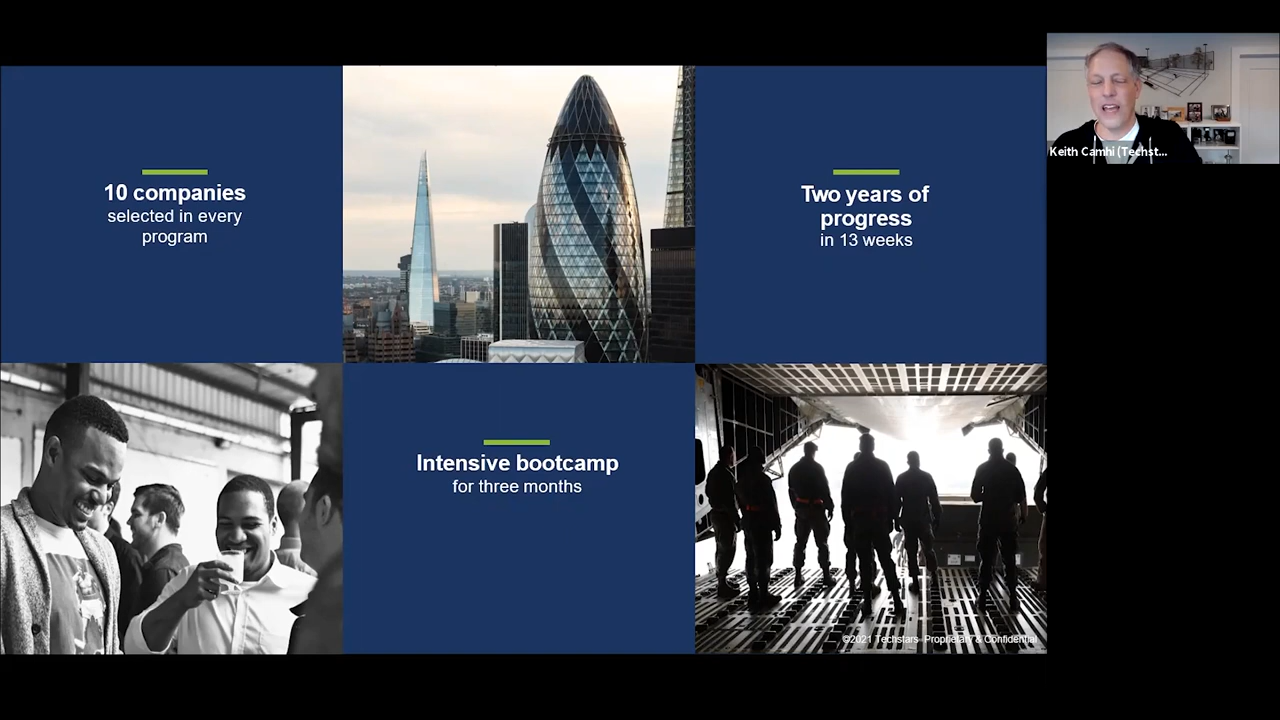 10 companies
selected in every
program
Two years of
progress
in 13 weeks
Keith Camhi (Techst...
Intensive bootcamp
for three months
©2021 Techstars Proprietary & Confidential